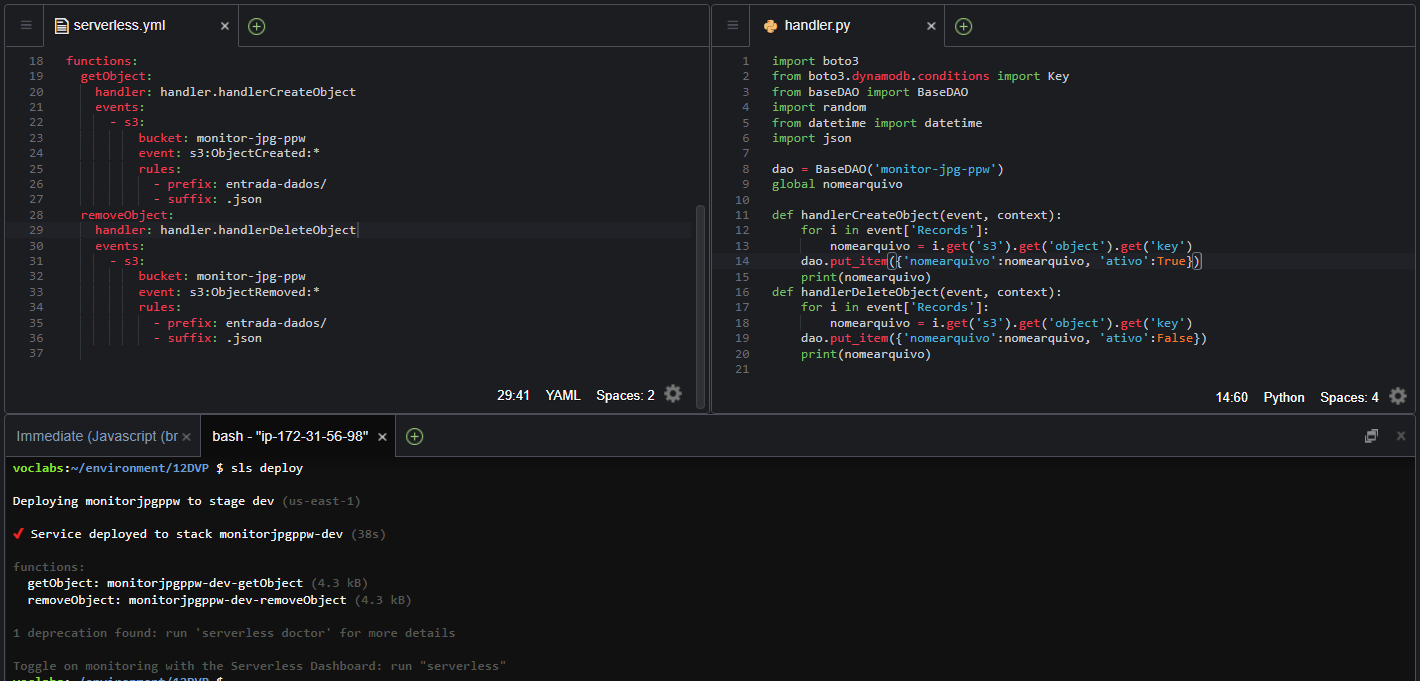 serverless.yml
18 functions:
19 getObject:
20 handler: handler.handlerCreateObject
21 events:
22 - s3:
23 bucket: monitor-jpg-ppw
24 event: s3:ObjectCreated:*
25 rules:
26 - prefix: entrada-dados/
27 - suffix: .json
28 removeObject:
29 handler: handler.handlerDeleteObject
30 events:
31 - s3:
32 bucket: monitor-jpg-ppw
33 event: s3:ObjectRemoved:*
34 rules:
35 - prefix: entrada-dados/
36 - suffix: .json
37
29:41 YAML Spaces: 2
handler.py
1 import boto3
2 from boto3.dynamodb.conditions import Key
3 from baseDAO import BaseDAO
4 import random
5 from datetime import datetime
6 import json
7
8 dao = BaseDAO('monitor-jpg-ppw')
9 global nomearquivo
10
11 def handlerCreateObject(event, context):
12 for i in event['Records']:
13 nomearquivo = i.get('s3').get('object').get('key')
14 dao.put_item({'nomearquivo':nomearquivo, 'ativo':True})
15 print(nomearquivo)
16 def handlerDeleteObject(event, context):
17 for i in event['Records']:
18 nomearquivo = i.get('s3').get('object').get('key')
19 dao.put_item({'nomearquivo':nomearquivo, 'ativo':False})
20 print(nomearquivo)
21
14:60 Python Spaces: 4
Immediate (Javascript (br
bash - "ip-172-31-56-98"
voclabs:~/environment/12DVP $ sls deploy
Deploying monitorjpgppw to stage dev (us-east-1)
✔ Service deployed to stack monitorjpgppw-dev (38s)
functions:
getObject: monitorjpgppw-dev-getObject (4.3 kB)
removeObject: monitorjpgppw-dev-removeObject (4.3 kB)
1 deprecation found: run 'serverless doctor' for more details
Toggle on monitoring with the Serverless Dashboard: run "serverless"
voclabs:~/environment/12DVP $